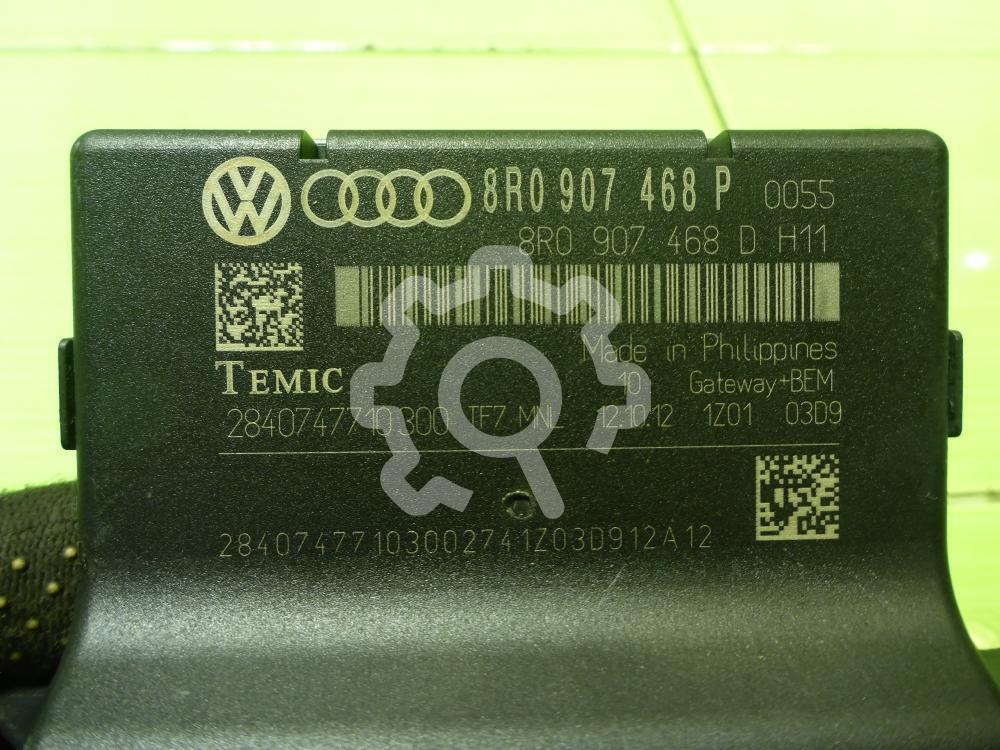 8R0 907 468 P 0055
8R0 907 468 D H11
Made in Philippines
TEMIC 10 Gateway+BEM
2840747710300 TF7 MNL 12.10.12 1Z01 03D9
28407477103002741Z03D912A12